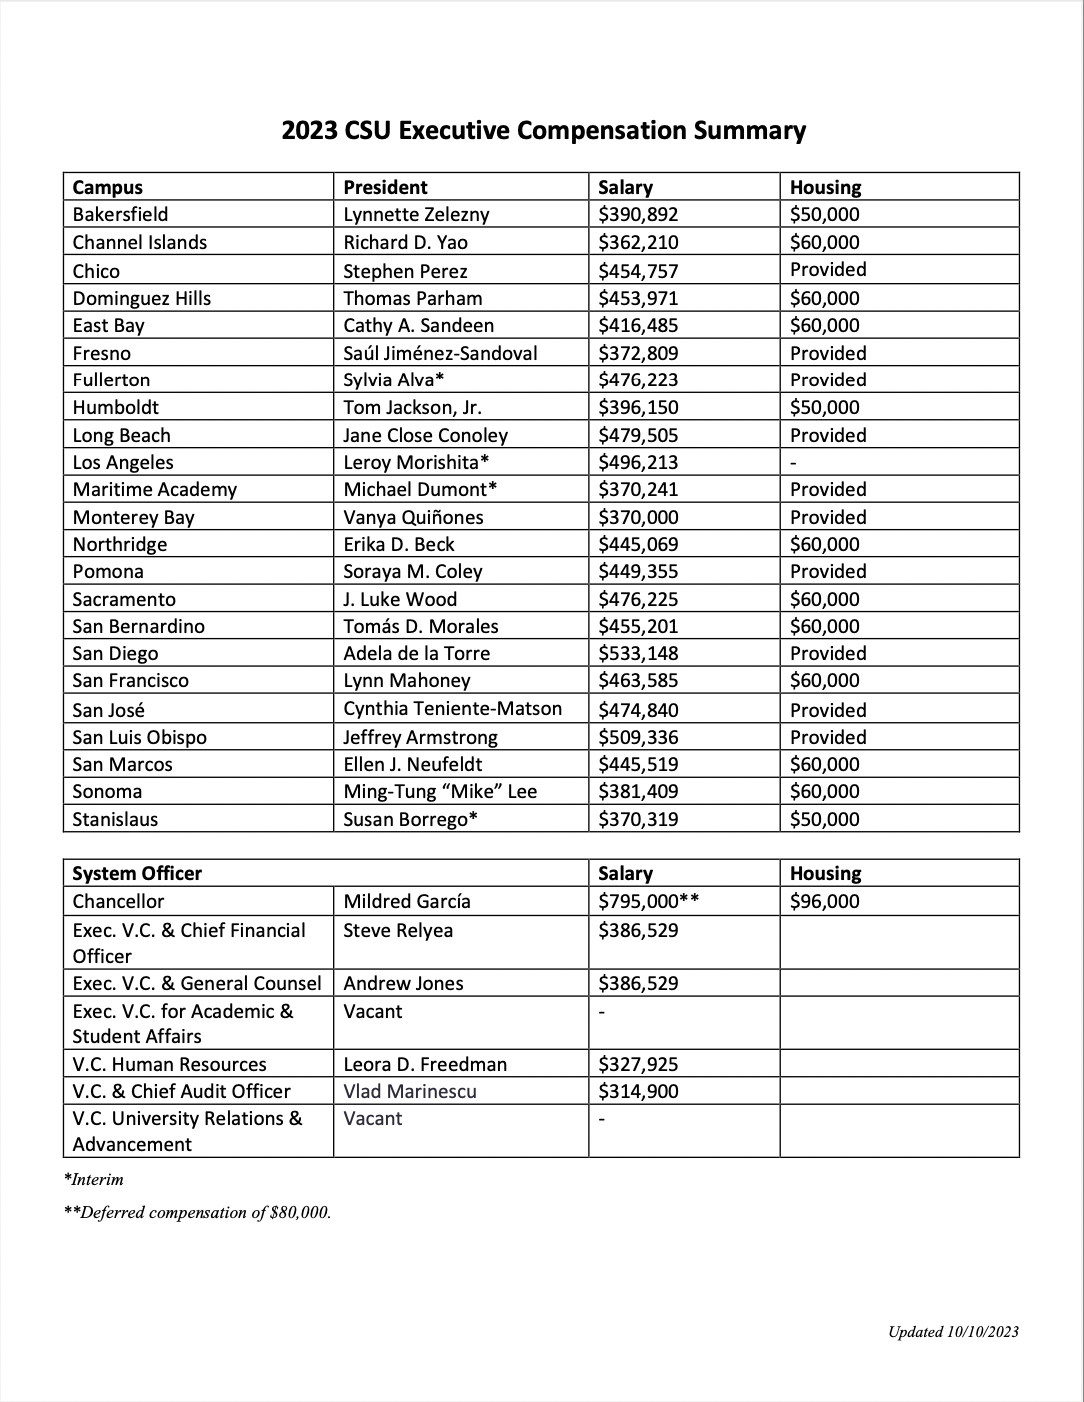 2023 CSU Executive Compensation Summary
Campus President Salary Housing
Bakersfield Lynnette Zelezny $390,892 $50,000
Channel Islands Richard D. Yao $362,210 $60,000
Chico Stephen Perez $454,757 Provided
Dominguez Hills Thomas Parham $453,971 $60,000
East Bay Cathy A. Sandeen $416,485 $60,000
Fresno Saúl Jiménez-Sandoval $372,809 Provided
Fullerton Sylvia Alva* $476,223 Provided
Humboldt Tom Jackson, Jr. $396,150 $50,000
Long Beach Jane Close Conoley $479,505 Provided
Los Angeles Leroy Morishita* $496,213 -
Maritime Academy Michael Dumont* $370,241 Provided
Monterey Bay Vanya Quiñones $370,000 Provided
Northridge Erika D. Beck $445,069 $60,000
Pomona Soraya M. Coley $449,355 Provided
Sacramento J. Luke Wood $476,225 $60,000
San Bernardino Tomás D. Morales $455,201 $60,000
San Diego Adela de la Torre $533,148 Provided
San Francisco Lynn Mahoney $463,585 $60,000
San José Cynthia Teniente-Matson $474,840 Provided
San Luis Obispo Jeffrey Armstrong $509,336 Provided
San Marcos Ellen J. Neufeldt $445,519 $60,000
Sonoma Ming-Tung “Mike” Lee $381,409 $60,000
Stanislaus Susan Borrego* $370,319 $50,000
System Officer Salary Housing
Chancellor Mildred García $795,000** $96,000
Exec. V.C. & Chief Financial Steve Relyea $386,529
Officer
Exec. V.C. & General Counsel Andrew Jones $386,529
Exec. V.C. for Academic & Vacant -
Student Affairs
V.C. Human Resources Leora D. Freedman $327,925
V.C. & Chief Audit Officer Vlad Marinescu $314,900
V.C. University Relations & Vacant -
Advancement
*Interim
**Deferred compensation of $80,000.
Updated 10/10/2023